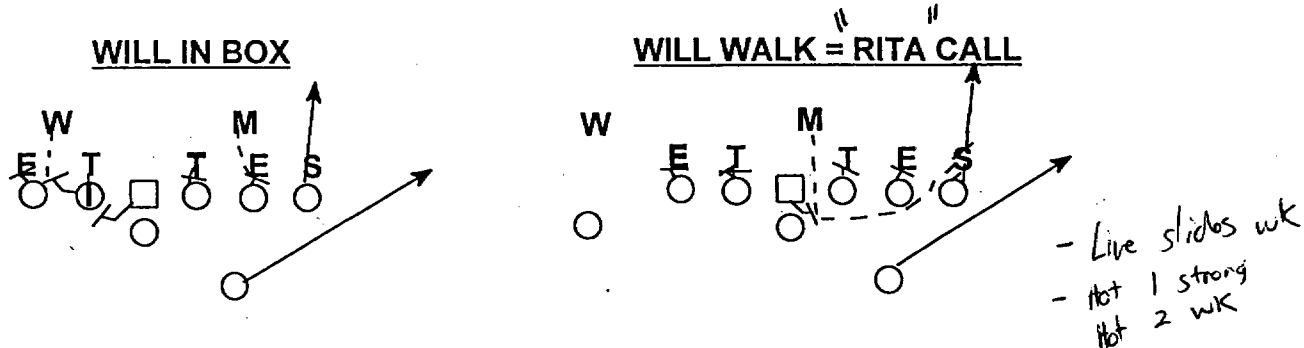 WILL IN BOX
WILL WALK = "RITA" CALL
W M
E T T E S
W M
E T T E S
- Live slides wk
- Hot 1 strong
Hot 2 wk